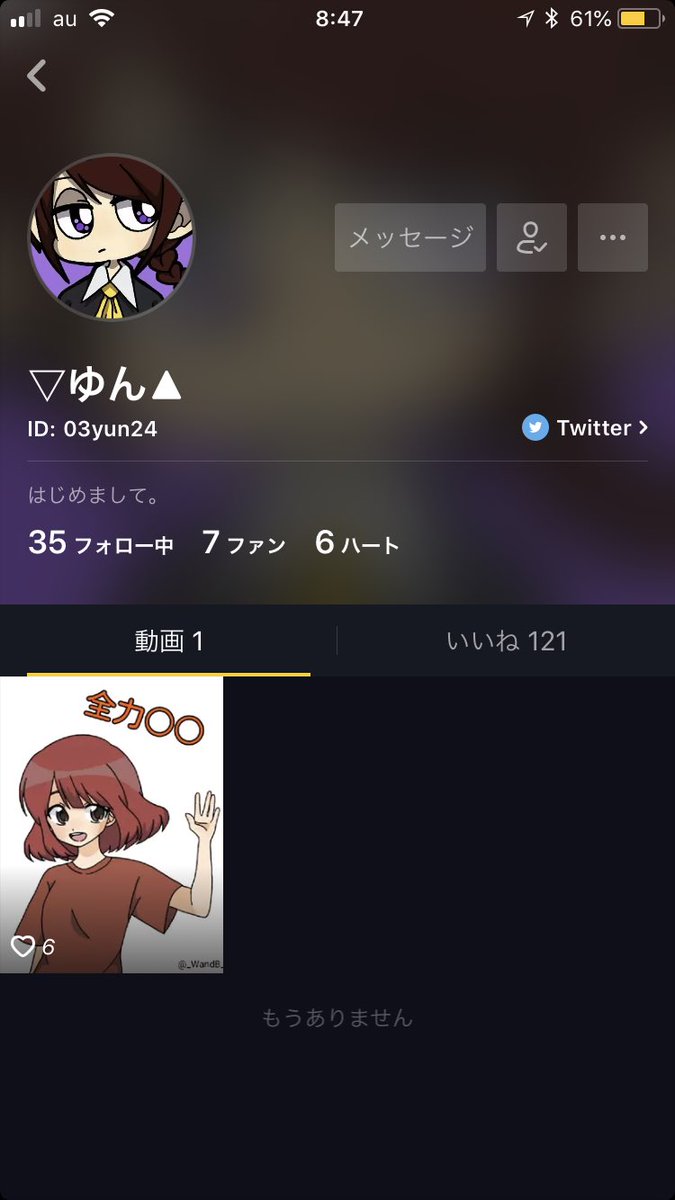 au 8:47 61%
メッセージ
▽ゆん▲
ID: 03yun24
Twitter
はじめまして。
35 フォロー中 7 ファン 6 ハート
動画 1 いいね 121
全力〇〇
6
@_WandB_
もうありません